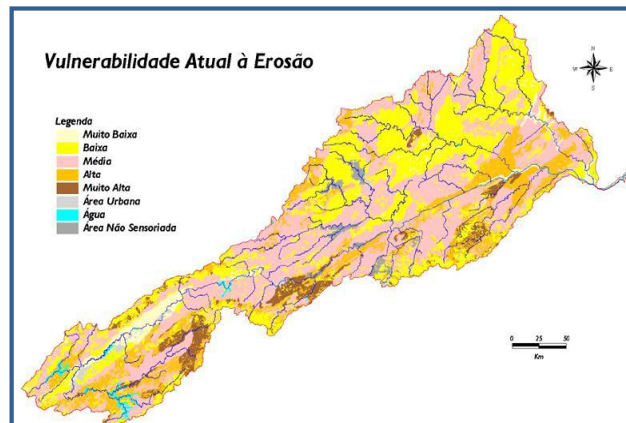 Vulnerabilidade Atual à Erosão
N
W E
S
Legenda
Muito Baixa
Baixa
Média
Alta
Muito Alta
Área Urbana
Água
Área Não Sensoriada
0 25 50
Km